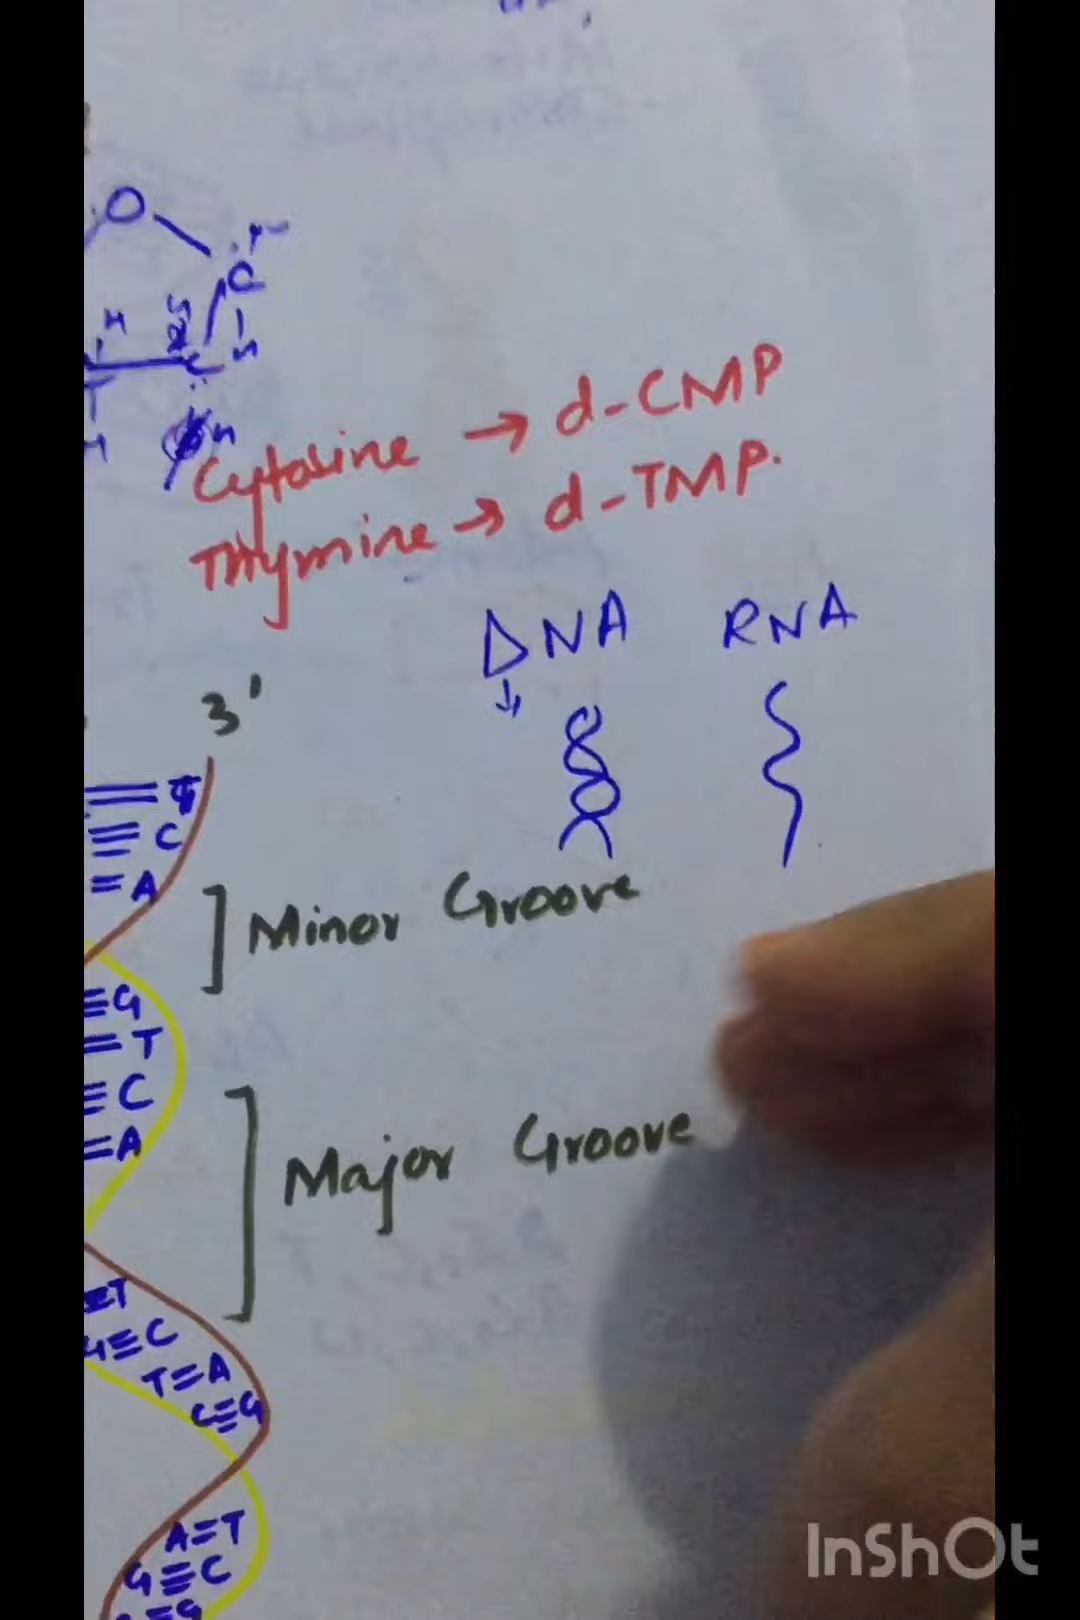 O
C
H
H
Cytosine → d-CMP
Thymine → d-TMP.
DNA RNA
3'
T
≡ C
= A
] Minor Groove
≡G
= T
≡ C
=A
] Major Groove
=T
G≡C
T=A
C≡G
A=T
G≡C
≡G
InShOt